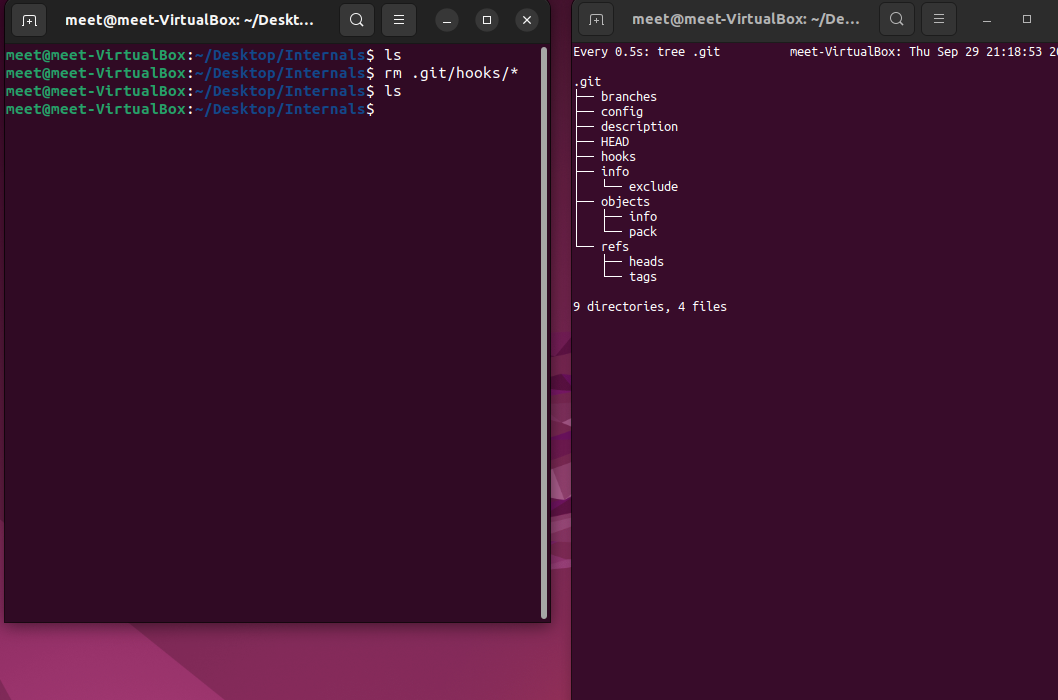 meet@meet-VirtualBox: ~/Deskt...
meet@meet-VirtualBox:~/Desktop/Internals$ ls
meet@meet-VirtualBox:~/Desktop/Internals$ rm .git/hooks/*
meet@meet-VirtualBox:~/Desktop/Internals$ ls
meet@meet-VirtualBox:~/Desktop/Internals$
meet@meet-VirtualBox: ~/De...
Every 0.5s: tree .git meet-VirtualBox: Thu Sep 29 21:18:53 20
.git
├── branches
├── config
├── description
├── HEAD
├── hooks
├── info
│   └── exclude
├── objects
│   ├── info
│   └── pack
└── refs
    ├── heads
    └── tags
9 directories, 4 files